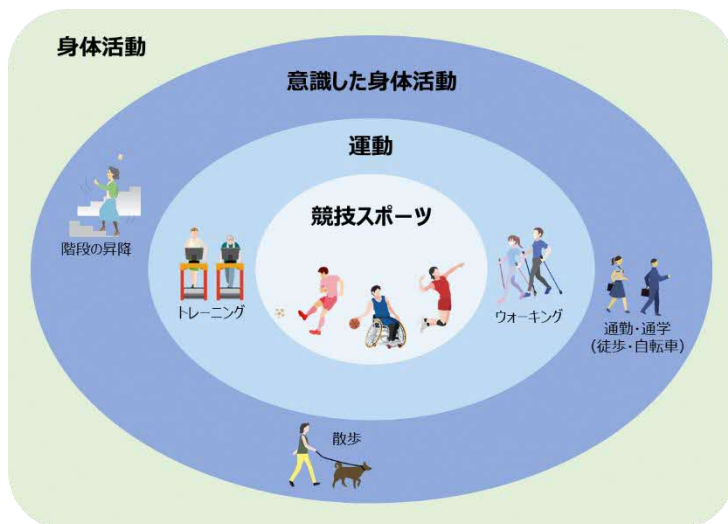 身体活動
意識した身体活動
運動
競技スポーツ
階段の昇降
トレーニング
ウォーキング
通勤・通学
(徒歩・自転車)
散歩